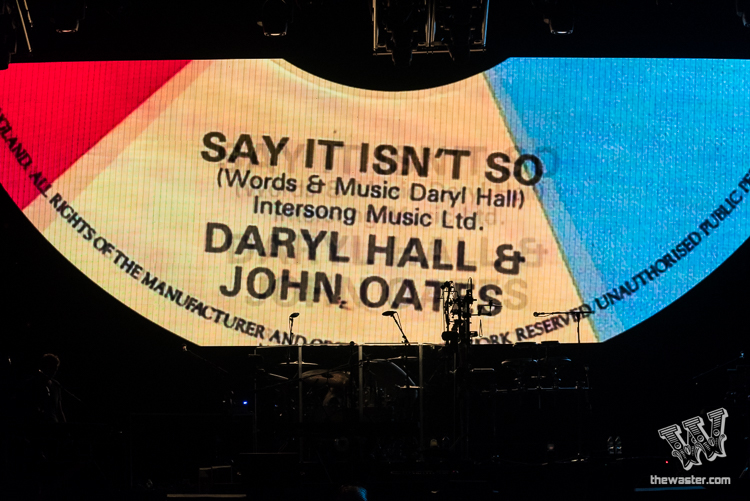 SAY IT ISN'T SO
(Words & Music Daryl Hall)
Intersong Music Ltd.
DARYL HALL &
JOHN OATES
ALL RIGHTS OF THE MANUFACTURER AND
WORK RESERVED UNAUTHORISED PUBLIC
W
thewaster.com